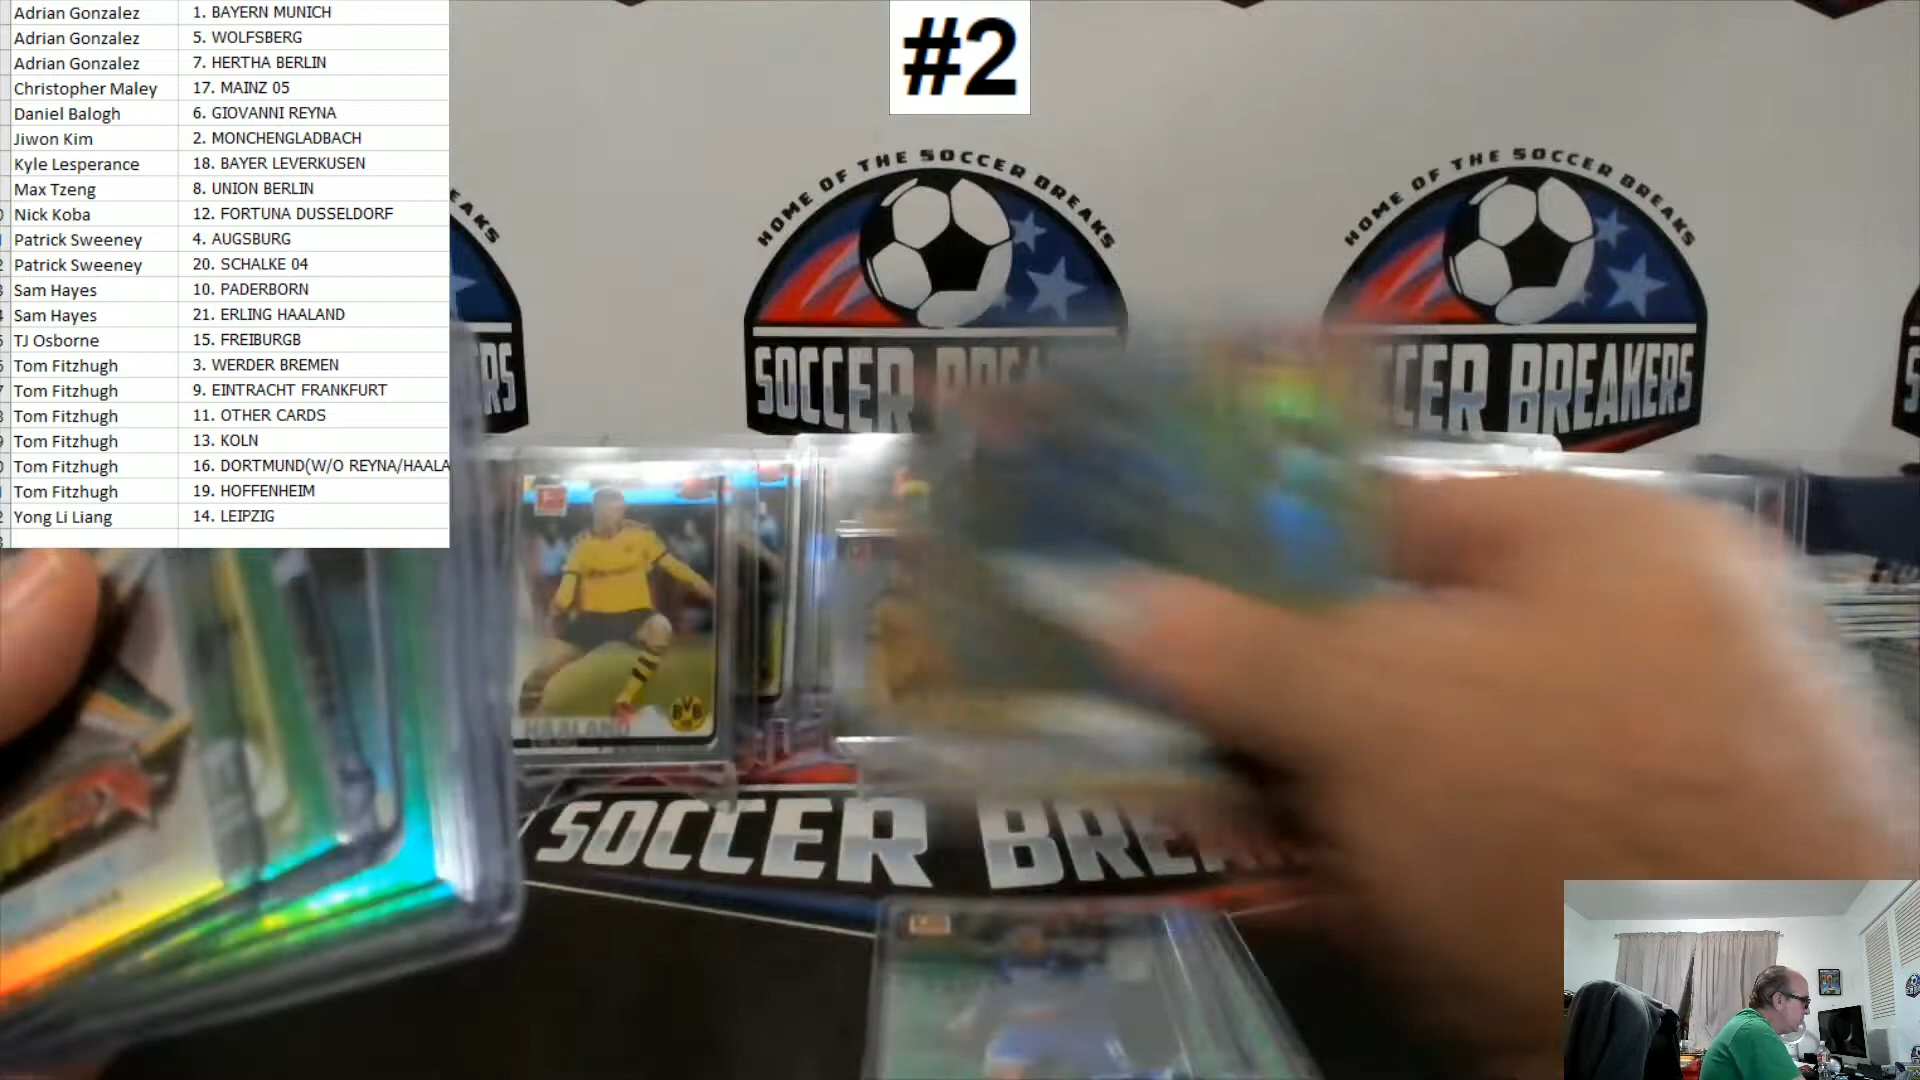 Adrian Gonzalez 1. BAYERN MUNICH
Adrian Gonzalez 5. WOLFSBERG
Adrian Gonzalez 7. HERTHA BERLIN
Christopher Maley 17. MAINZ 05
Daniel Balogh 6. GIOVANNI REYNA
Jiwon Kim 2. MONCHENGLADBACH
Kyle Lesperance 18. BAYER LEVERKUSEN
Max Tzeng 8. UNION BERLIN
Nick Koba 12. FORTUNA DUSSELDORF
Patrick Sweeney 4. AUGSBURG
Patrick Sweeney 20. SCHALKE 04
Sam Hayes 10. PADERBORN
Sam Hayes 21. ERLING HAALAND
TJ Osborne 15. FREIBURGB
Tom Fitzhugh 3. WERDER BREMEN
Tom Fitzhugh 9. EINTRACHT FRANKFURT
Tom Fitzhugh 11. OTHER CARDS
Tom Fitzhugh 13. KOLN
Tom Fitzhugh 16. DORTMUND(W/O REYNA/HAALA
Tom Fitzhugh 19. HOFFENHEIM
Yong Li Liang 14. LEIPZIG
#2
EAKS
ERS
HOME OF THE SOCCER BREAKS
SOCCER BREA
HOME OF THE SOCCER BREAKS
CER BREAKERS
HAALAND
BVB
SOCCER BREA